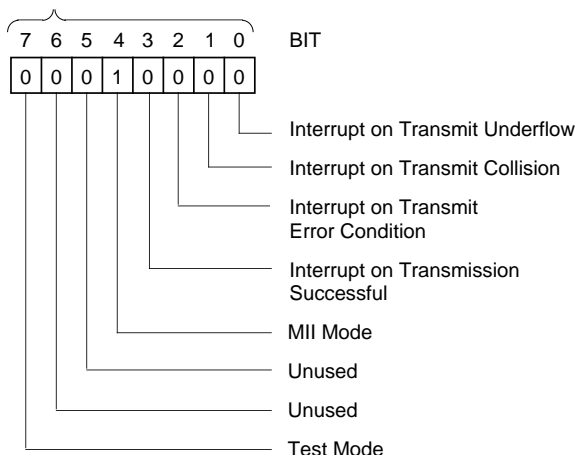 7 6 5 4 3 2 1 0 BIT
0 0 0 1 0 0 0 0
Interrupt on Transmit Underflow
Interrupt on Transmit Collision
Interrupt on Transmit
Error Condition
Interrupt on Transmission
Successful
MII Mode
Unused
Unused
Test Mode